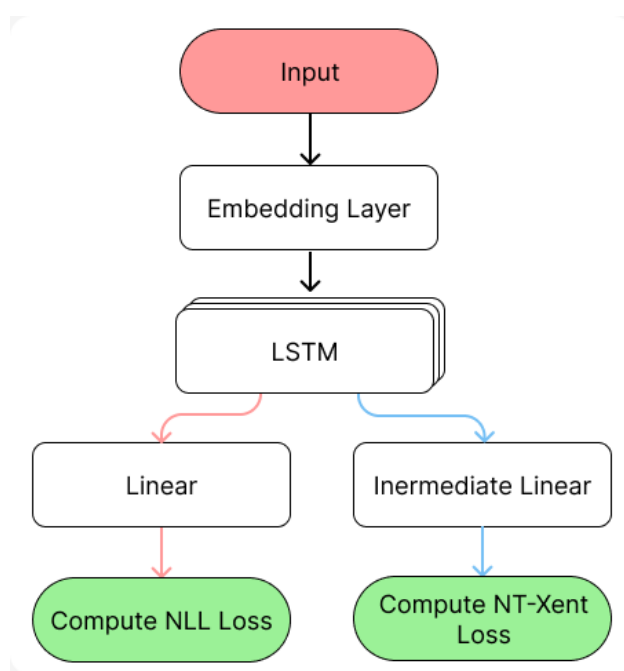 Input
Embedding Layer
LSTM
Linear
Inermediate Linear
Compute NLL Loss
Compute NT-Xent
Loss